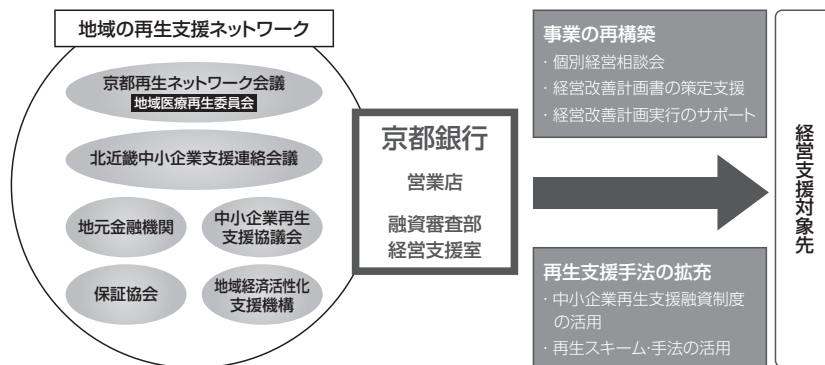 地域の再生支援ネットワーク
京都再生ネットワーク会議
地域医療再生委員会
北近畿中小企業支援連絡会議
地元金融機関
中小企業再生
支援協議会
保証協会
地域経済活性化
支援機構
京都銀行
営業店
融資審査部
経営支援室
事業の再構築
・個別経営相談会
・経営改善計画書の策定支援
・経営改善計画実行のサポート
再生支援手法の拡充
・中小企業再生支援融資制度
の活用
・再生スキーム・手法の活用
経営支援対象先